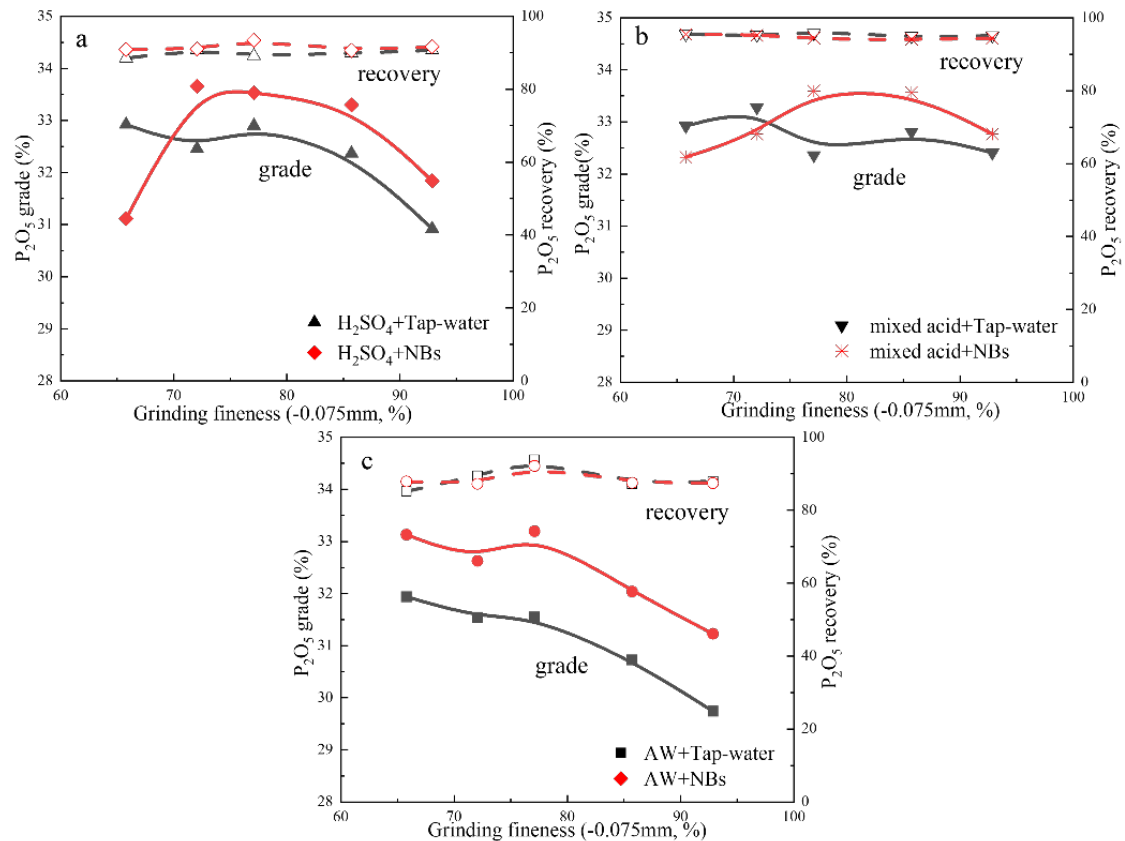 a
P₂O₅ grade (%)
35
34
33
32
31
30
29
28
100
80
60
40
20
0
P₂O₅ recovery (%)
recovery
grade
H₂SO₄+Tap-water
H₂SO₄+NBs
60 70 80 90 100
Grinding fineness (-0.075mm, %)
b
P₂O₅ grade(%)
35
34
33
32
31
30
29
28
100
80
60
40
20
0
P₂O₅ recovery (%)
recovery
grade
mixed acid+Tap-water
mixed acid+NBs
60 70 80 90 100
Grinding fineness (-0.075mm, %)
c
P₂O₅ grade (%)
35
34
33
32
31
30
29
28
100
80
60
40
20
0
P₂O₅ recovery (%)
recovery
grade
AW+Tap-water
AW+NBs
60 70 80 90 100
Grinding fineness (-0.075mm, %)